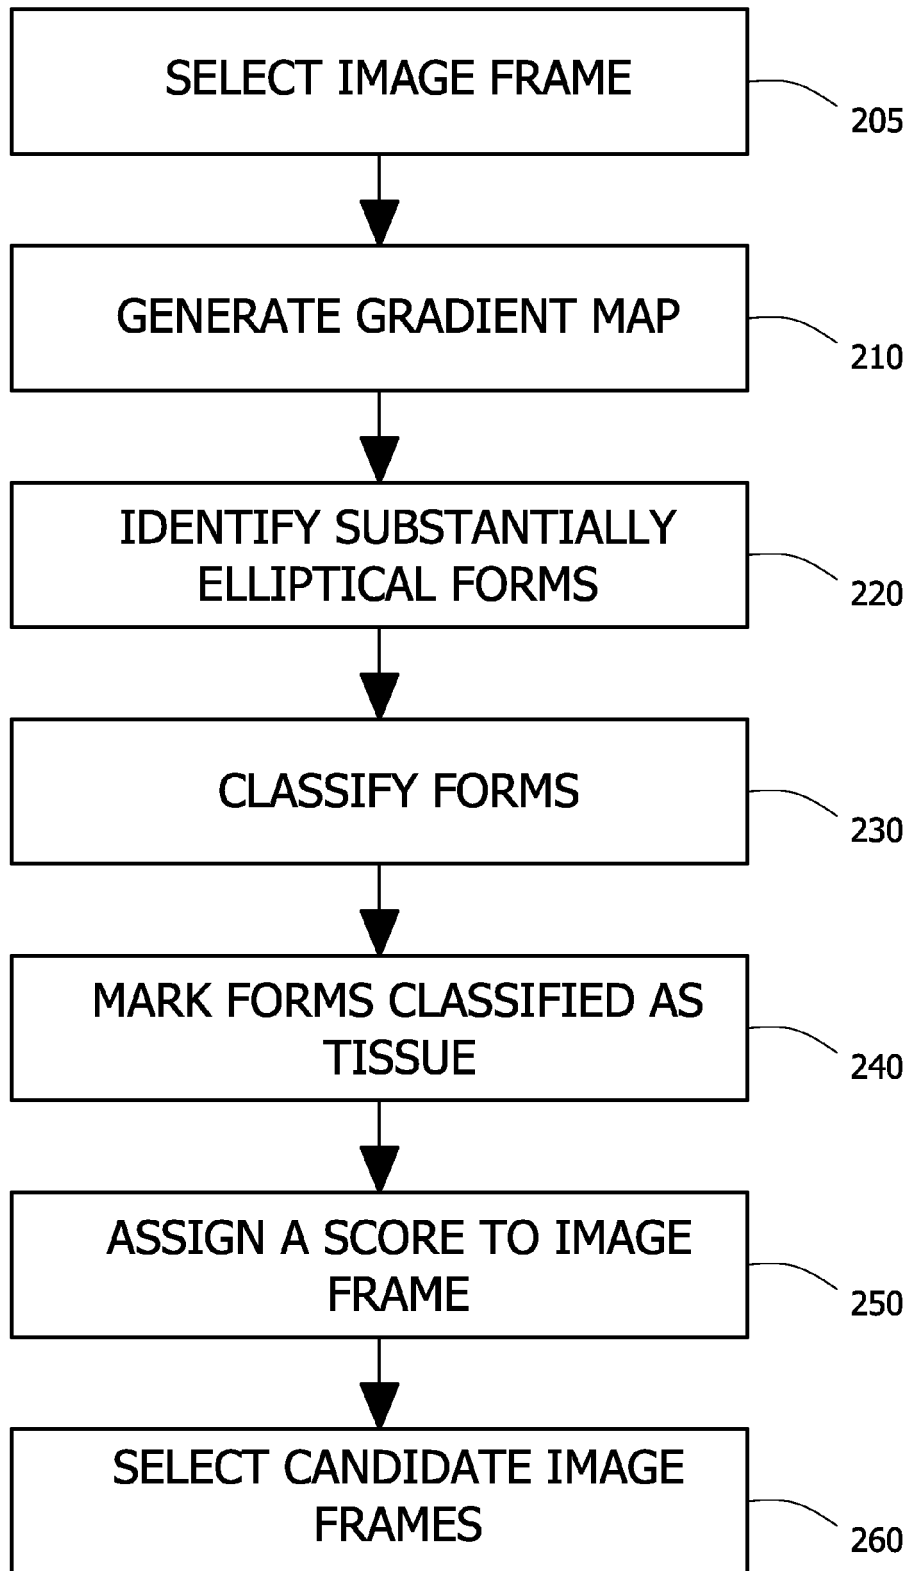 SELECT IMAGE FRAME
205
GENERATE GRADIENT MAP
210
IDENTIFY SUBSTANTIALLY
ELLIPTICAL FORMS
220
CLASSIFY FORMS
230
MARK FORMS CLASSIFIED AS
TISSUE
240
ASSIGN A SCORE TO IMAGE
FRAME
250
SELECT CANDIDATE IMAGE
FRAMES
260